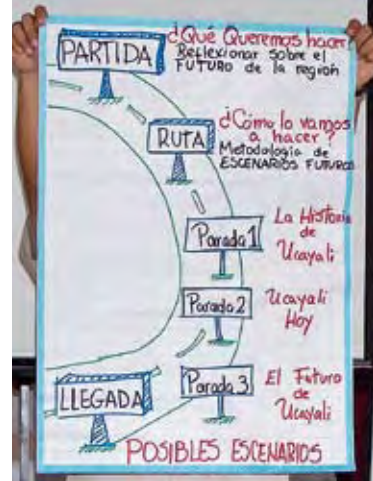 PARTIDA
¿Qué Queremos hacer?
Reflexionar sobre el
FUTURO de la región
RUTA
¿Cómo lo vamos
a hacer?
Metodología de
ESCENARIOS FUTUROS
Parada 1
La Historia
de
Ucayali
Parada 2
Ucayali
Hoy
Parada 3
El Futuro
de
Ucayali
LLEGADA
POSIBLES ESCENARIOS